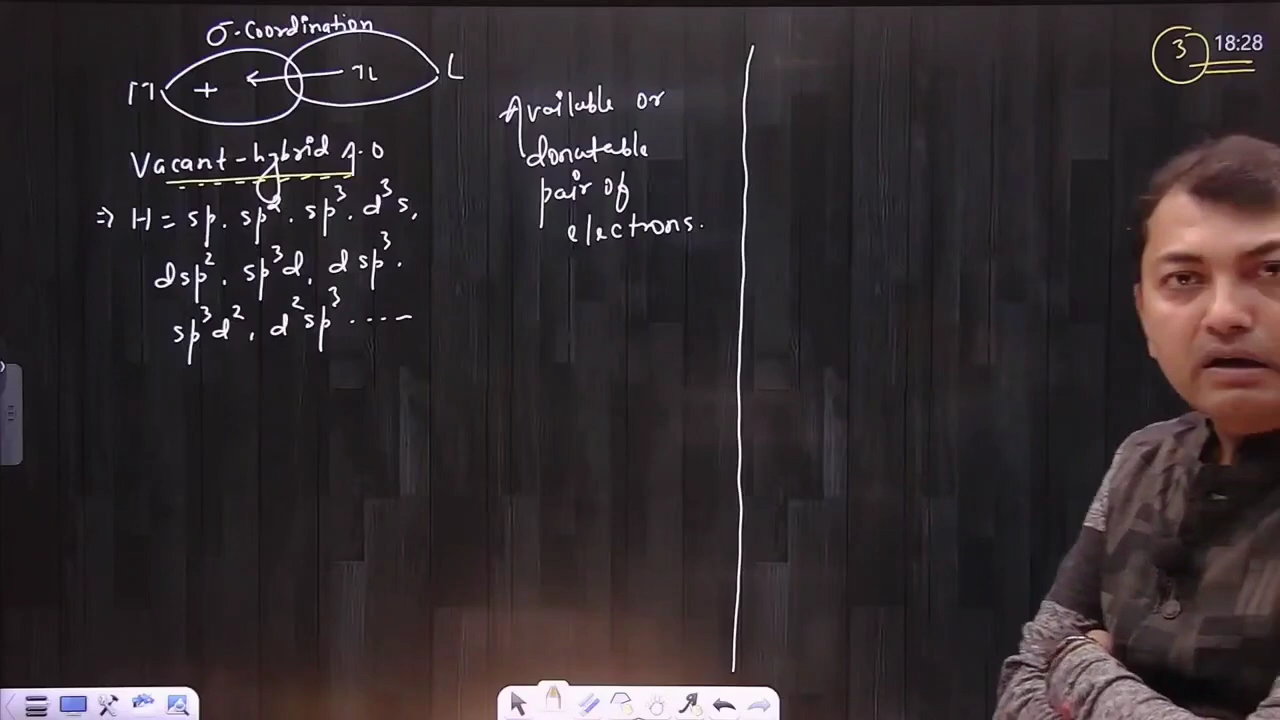 σ-Coordination
M + ← 1L L
Vacant-hybrid A.O
⇒ H = sp. sp². sp³. d³s,
dsp². sp³d, dsp³.
sp³d², d²sp³ .....
Available or
donatable
pair of
electrons.
3 18:28